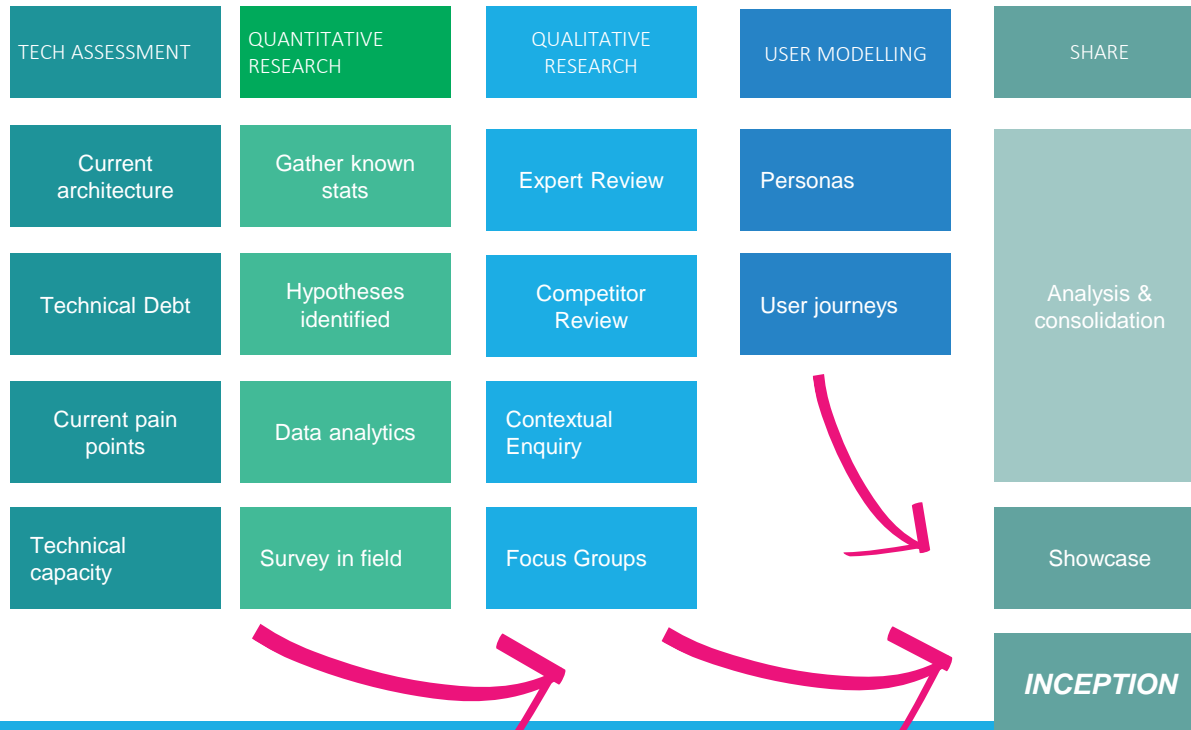 TECH ASSESSMENT
QUANTITATIVE
RESEARCH
QUALITATIVE
RESEARCH
USER MODELLING
SHARE
Current
architecture
Gather known
stats
Expert Review
Personas
Technical Debt
Hypotheses
identified
Competitor
Review
User journeys
Analysis &
consolidation
Current pain
points
Data analytics
Contextual
Enquiry
Technical
capacity
Survey in field
Focus Groups
Showcase
INCEPTION